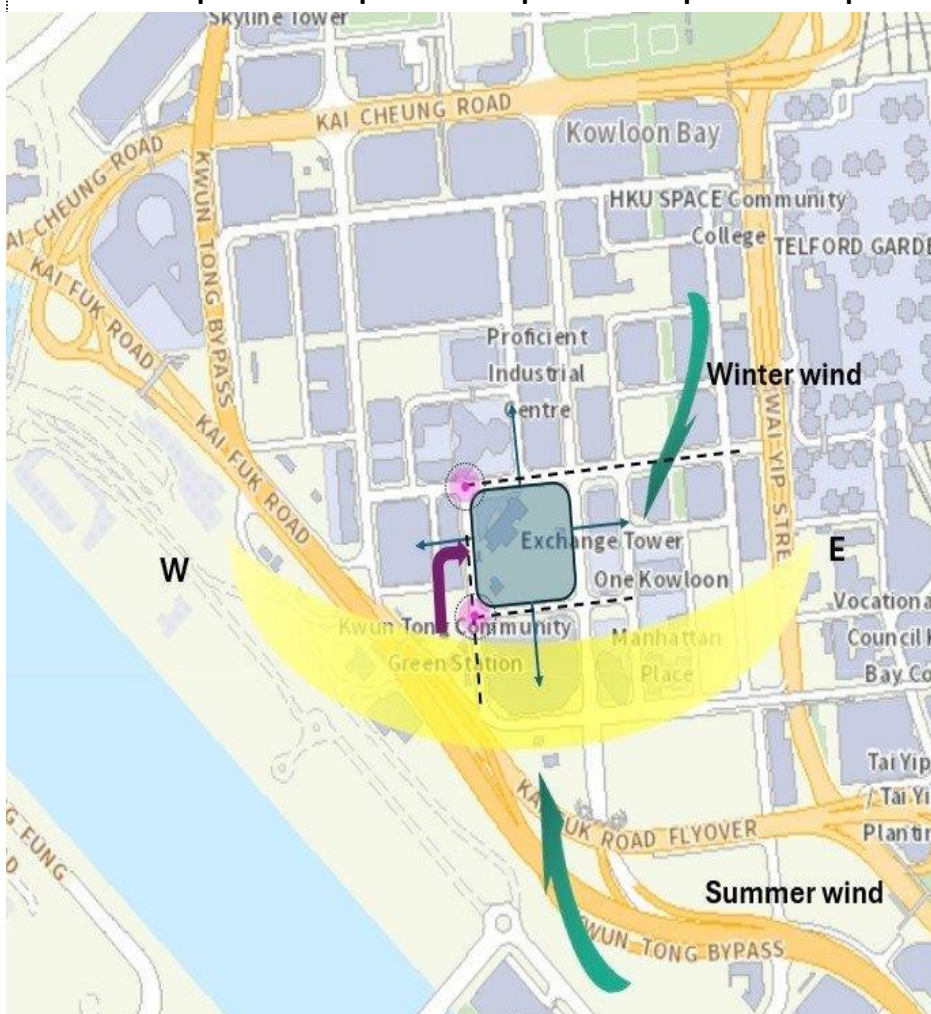 Skyline Tower
KAI CHEUNG ROAD
Kowloon Bay
AI CHEUNG ROAD
KWUN TONG BYPASS
HKU SPACE Community
College
TELFORD GARDE
KAI FUK ROAD
Proficient
Industrial
Centre
Winter wind
KAI FUK ROAD
WAI YIP STRE
Exchange Tower
E
W
One Kowloon
Vocationa
Kwun Tong Community
Green Station
Manhattan
Place
Council
Bay Co
Tai Yip
/ Tai Yi
Plantin
KAI FUK ROAD FLYOVER
Summer wind
KWUN TONG BYPASS